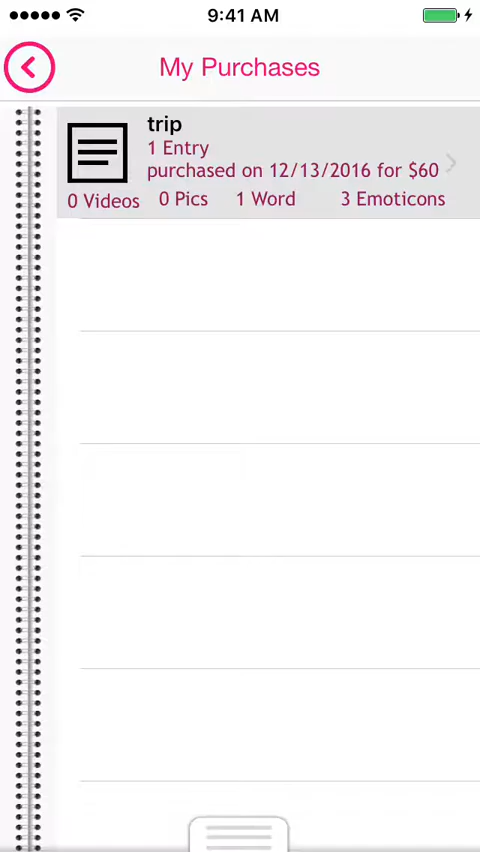 9:41 AM
My Purchases
trip
1 Entry
purchased on 12/13/2016 for $60
0 Videos 0 Pics 1 Word 3 Emoticons